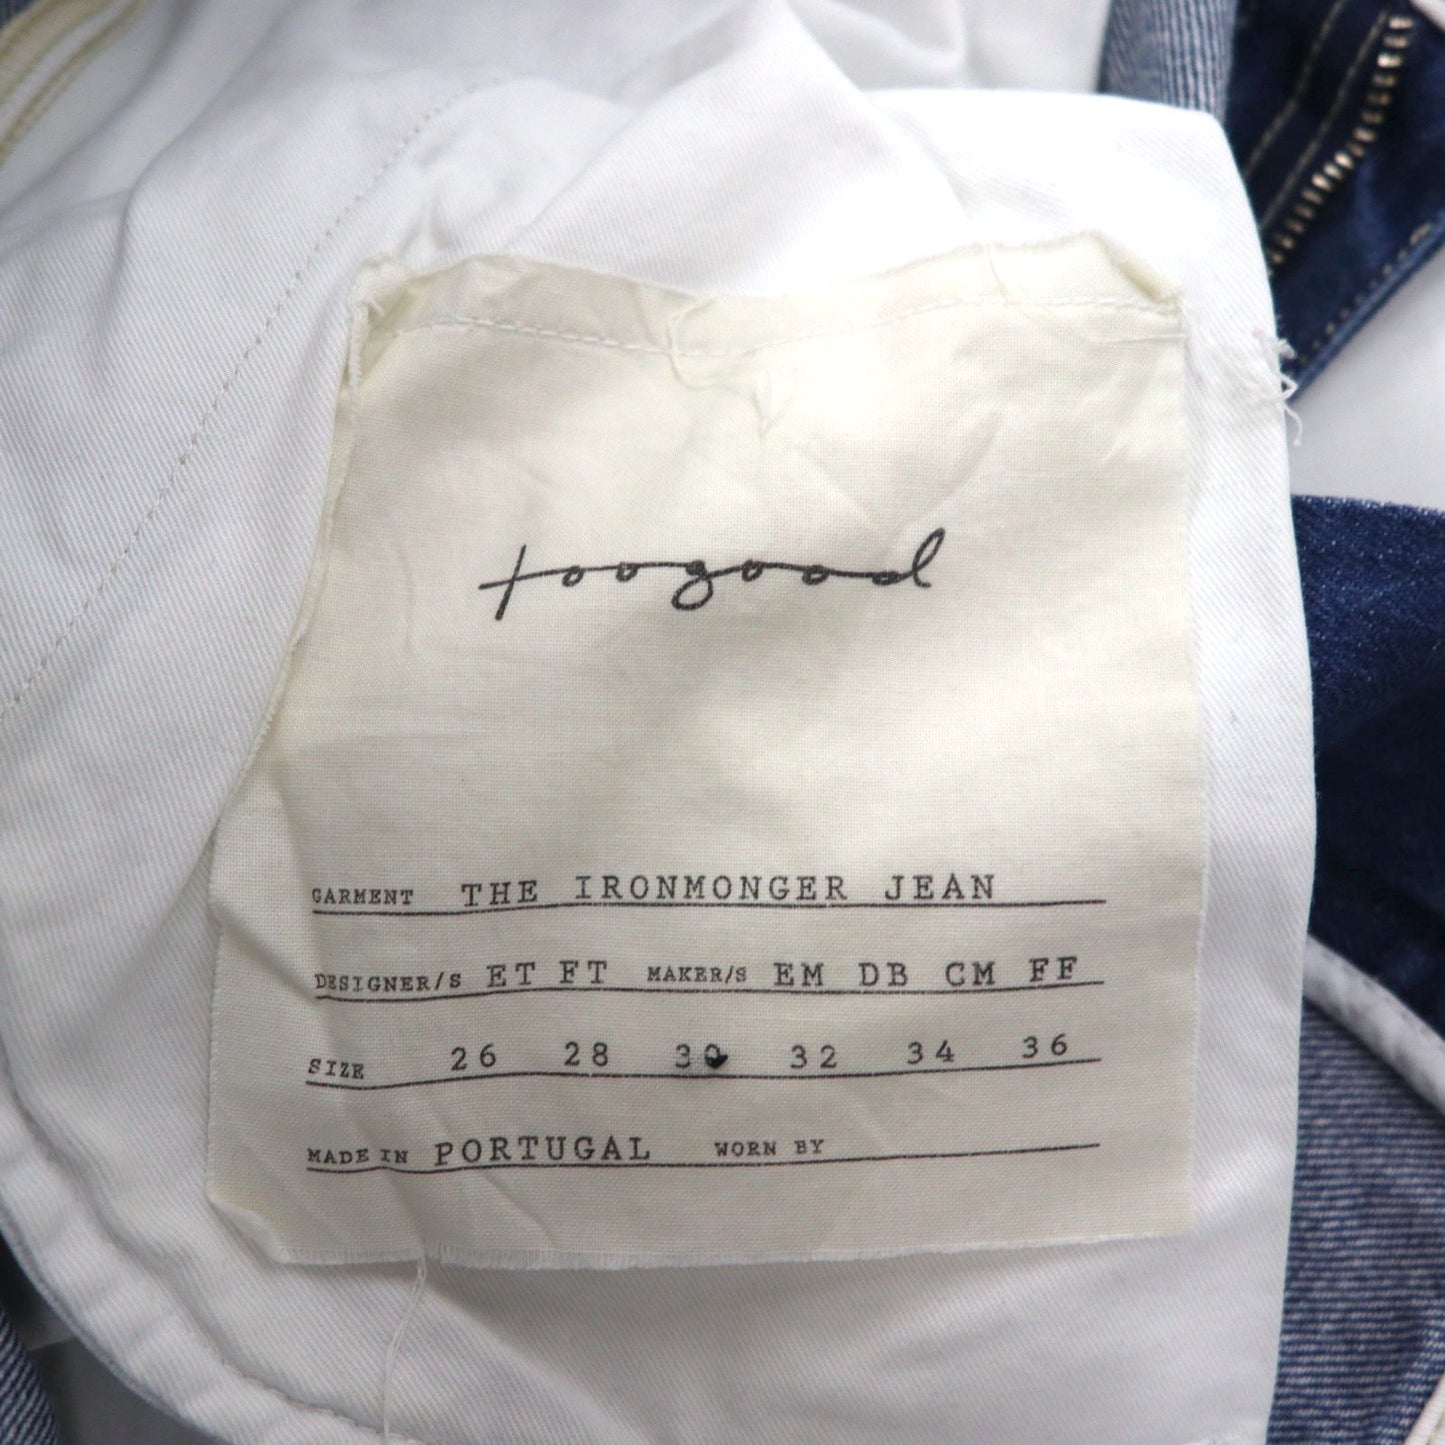 toogood
GARMENT THE IRONMONGER JEAN
DESIGNER/S ET FT MAKER/S EM DB CM FF
SIZE 26 28 30 32 34 36
MADE IN PORTUGAL WORN BY